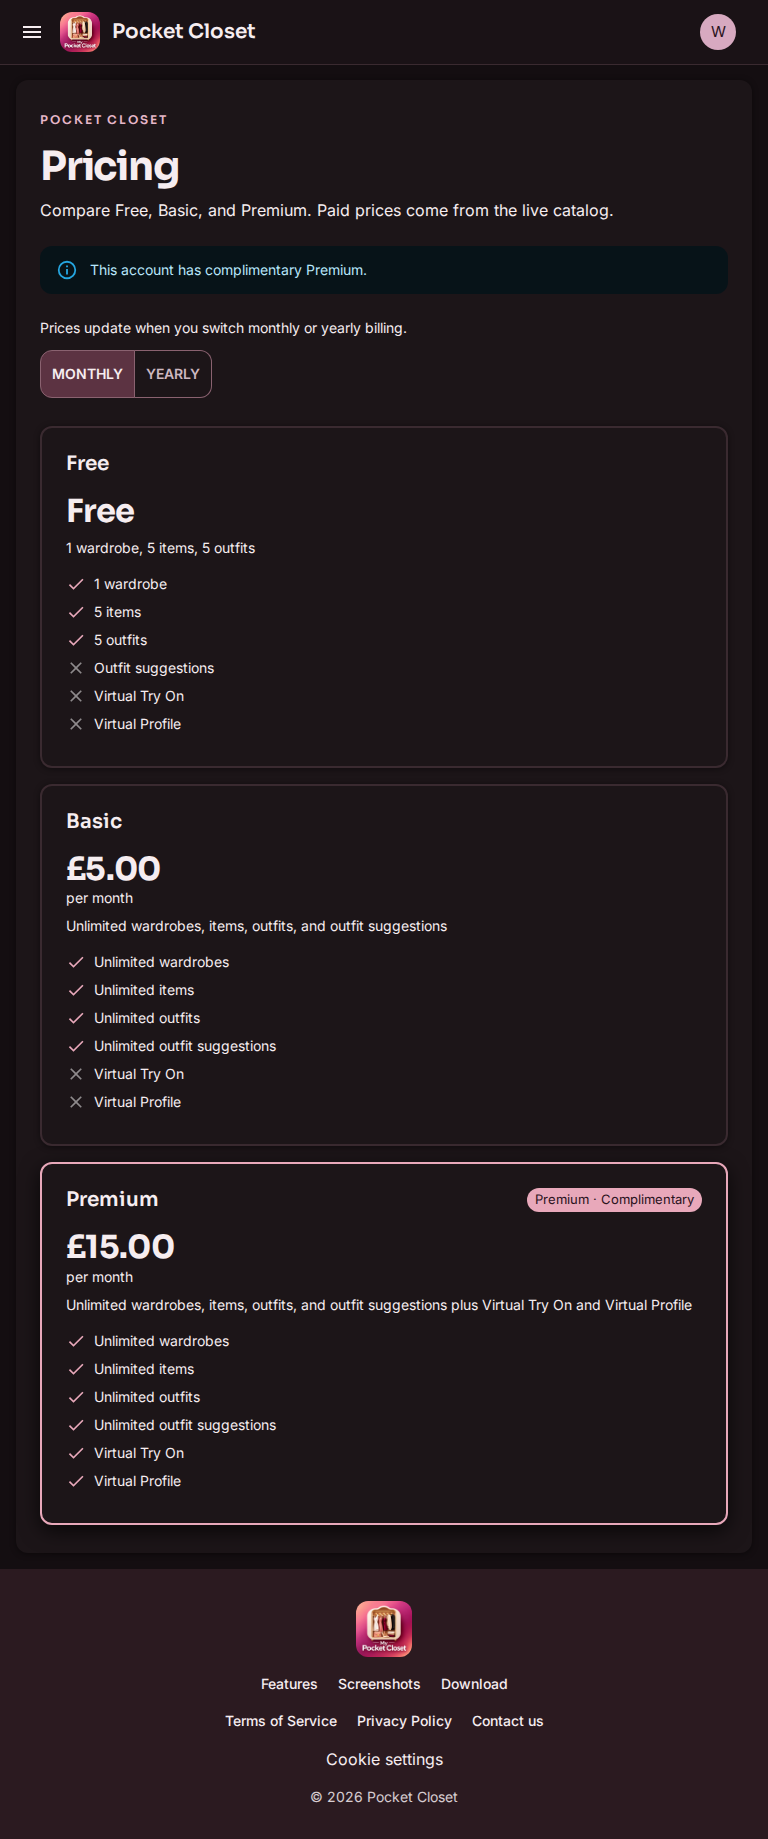 My
Pocket Closet
Pocket Closet
W
POCKET CLOSET
Pricing
Compare Free, Basic, and Premium. Paid prices come from the live catalog.
This account has complimentary Premium.
Prices update when you switch monthly or yearly billing.
MONTHLY YEARLY
Free
Free
1 wardrobe, 5 items, 5 outfits
1 wardrobe
5 items
5 outfits
Outfit suggestions
Virtual Try On
Virtual Profile
Basic
£5.00
per month
Unlimited wardrobes, items, outfits, and outfit suggestions
Unlimited wardrobes
Unlimited items
Unlimited outfits
Unlimited outfit suggestions
Virtual Try On
Virtual Profile
Premium
Premium · Complimentary
£15.00
per month
Unlimited wardrobes, items, outfits, and outfit suggestions plus Virtual Try On and Virtual Profile
Unlimited wardrobes
Unlimited items
Unlimited outfits
Unlimited outfit suggestions
Virtual Try On
Virtual Profile
My
Pocket Closet
Features Screenshots Download
Terms of Service Privacy Policy Contact us
Cookie settings
© 2026 Pocket Closet